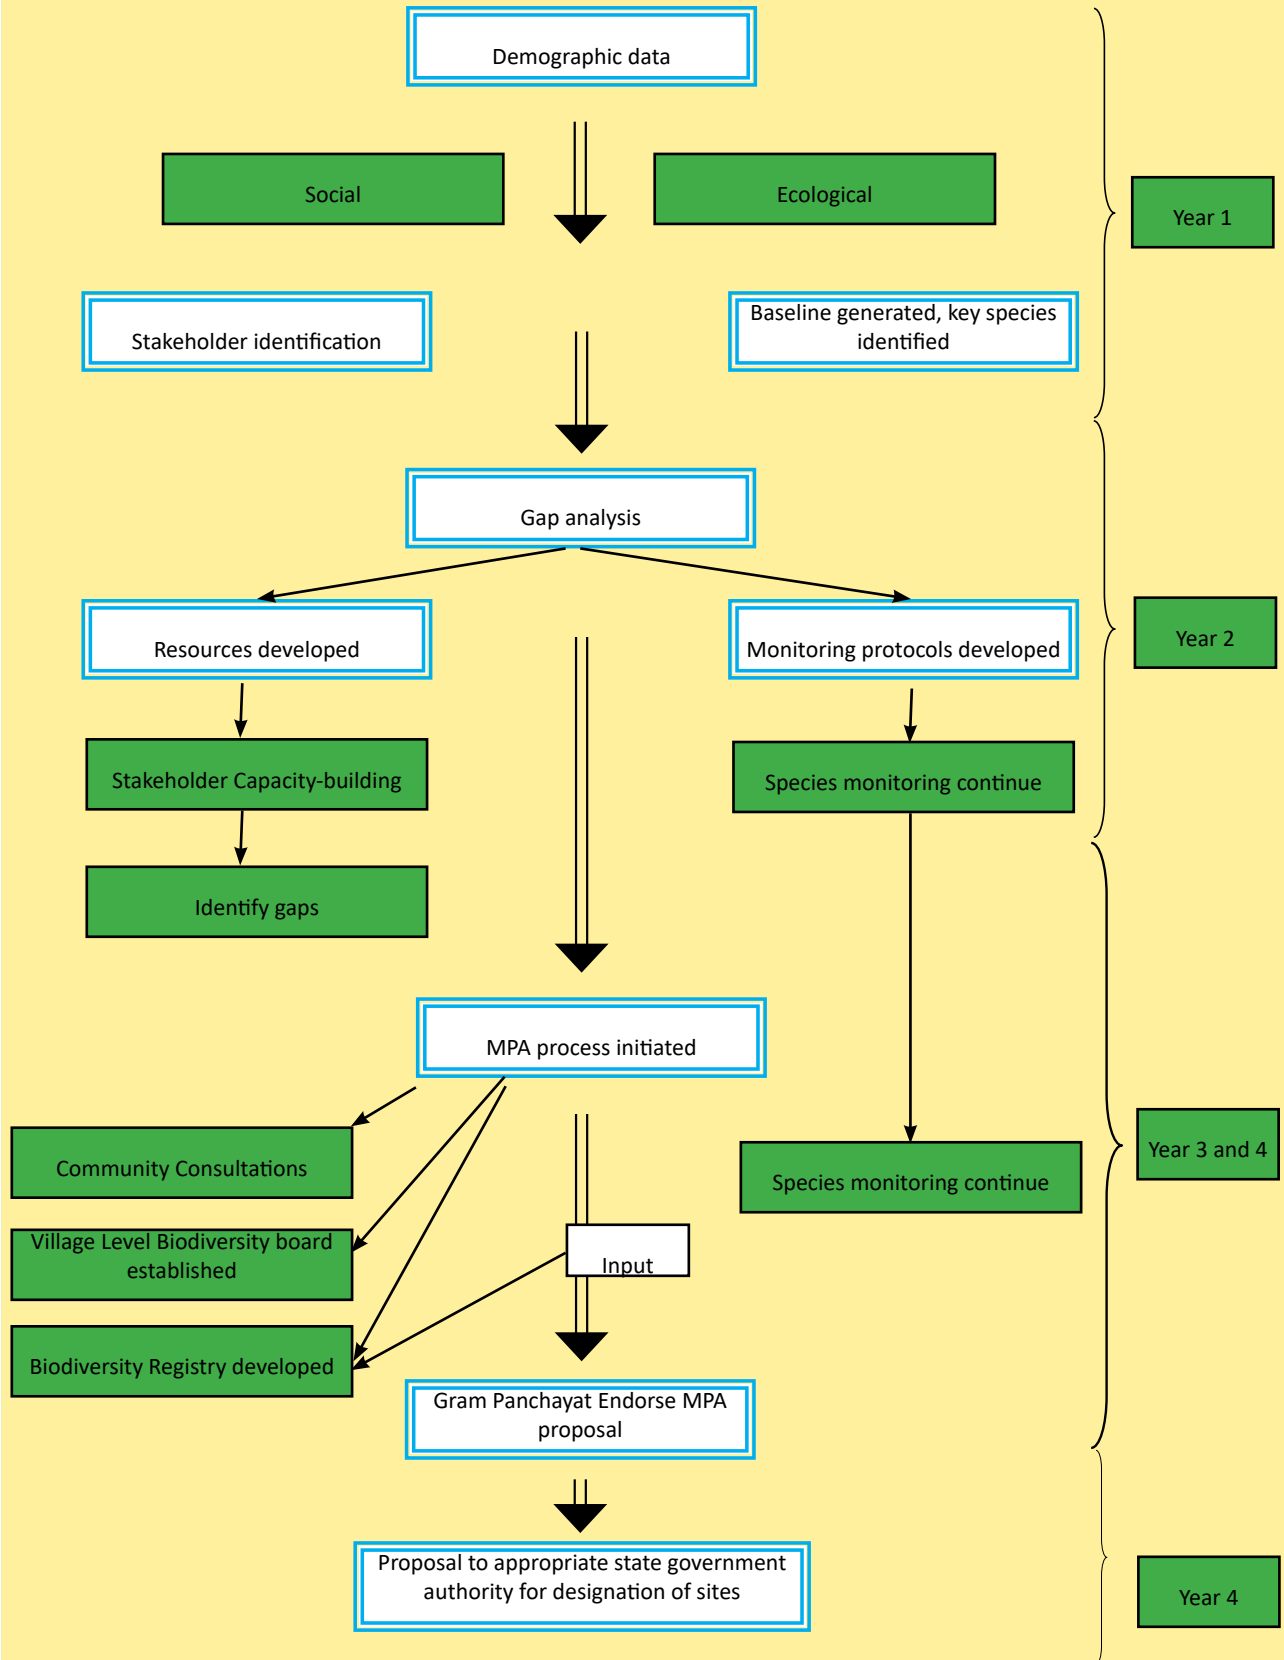 Demographic data
Social
Ecological
Year 1
Stakeholder identification
Baseline generated, key species
identified
Gap analysis
Resources developed
Monitoring protocols developed
Year 2
Stakeholder Capacity-building
Species monitoring continue
Identify gaps
MPA process initiated
Community Consultations
Species monitoring continue
Year 3 and 4
Village Level Biodiversity board
established
Input
Biodiversity Registry developed
Gram Panchayat Endorse MPA
proposal
Proposal to appropriate state government
authority for designation of sites
Year 4